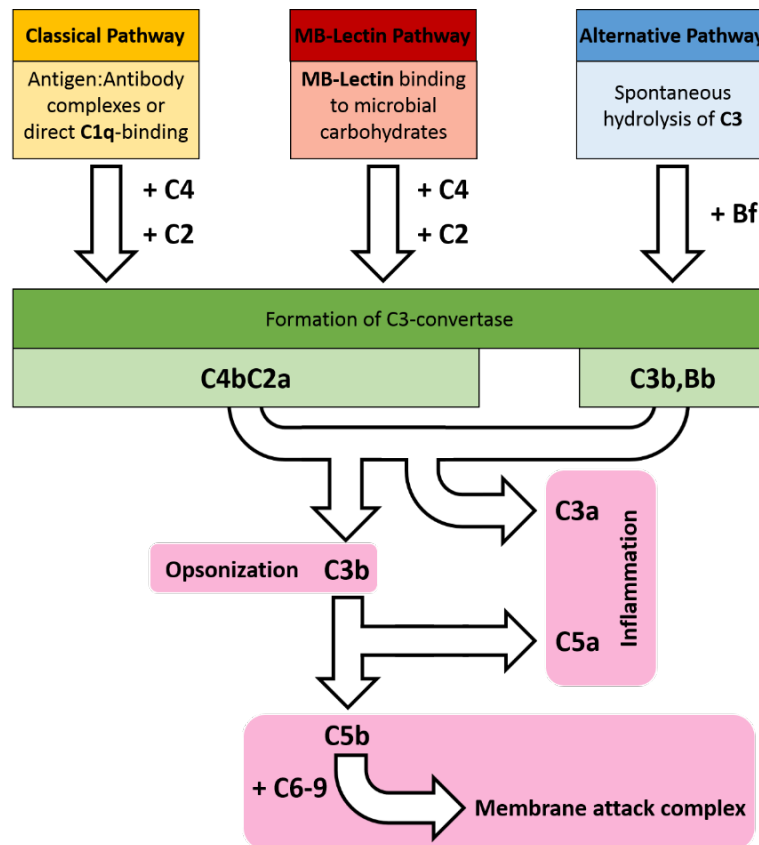 Classical Pathway
Antigen:Antibody
complexes or
direct C1q-binding
MB-Lectin Pathway
MB-Lectin binding
to microbial
carbohydrates
Alternative Pathway
Spontaneous
hydrolysis of C3
+ C4
+ C2
+ C4
+ C2
+ Bf
Formation of C3-convertase
C4bC2a
C3b,Bb
C3a
Inflammation
Opsonization C3b
C5a
C5b
+ C6-9
Membrane attack complex